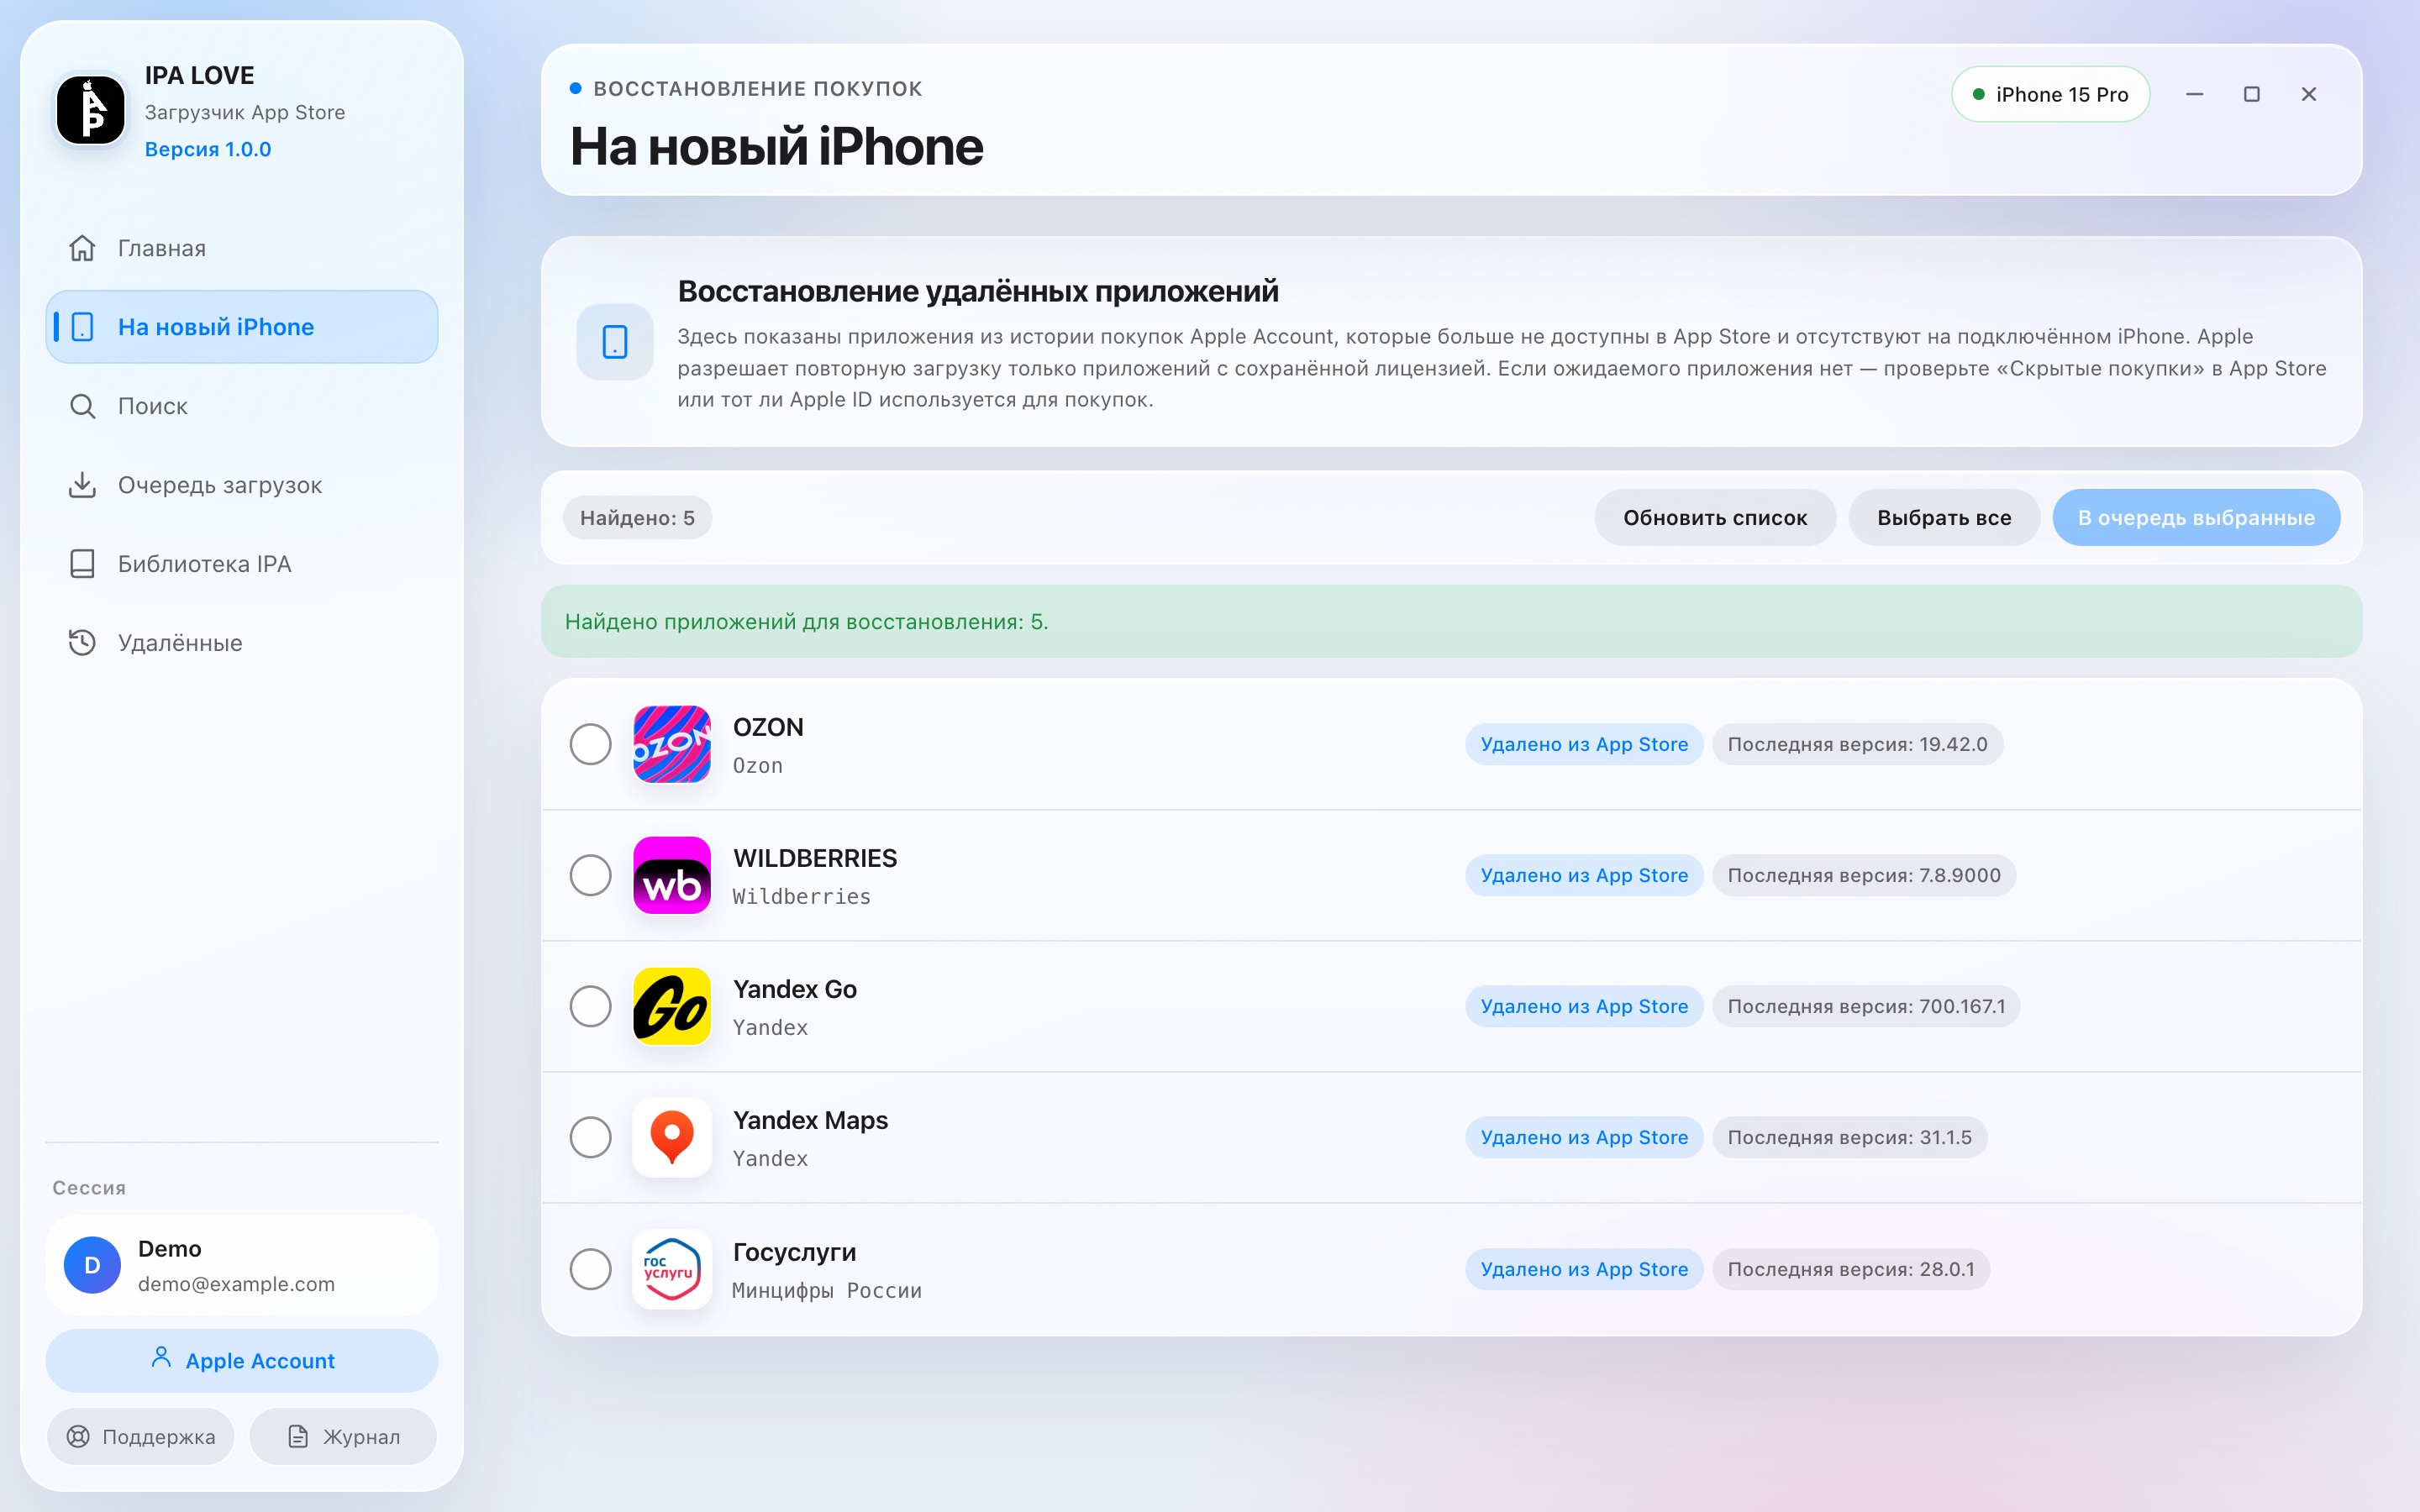 IPA LOVE
Загрузчик App Store
Версия 1.0.0
Главная
На новый iPhone
Поиск
Очередь загрузок
Библиотека IPA
Удалённые
Сессия
D
Demo
demo@example.com
Apple Account
Поддержка
Журнал
ВОССТАНОВЛЕНИЕ ПОКУПОК
На новый iPhone
iPhone 15 Pro
Восстановление удалённых приложений
Здесь показаны приложения из истории покупок Apple Account, которые больше не доступны в App Store и отсутствуют на подключённом iPhone. Apple
разрешает повторную загрузку только приложений с сохранённой лицензией. Если ожидаемого приложения нет — проверьте «Скрытые покупки» в App Store
или тот ли Apple ID используется для покупок.
Найдено: 5
Обновить список
Выбрать все
В очередь выбранные
Найдено приложений для восстановления: 5.
OZON
OZON
Ozon
Удалено из App Store
Последняя версия: 19.42.0
wb
WILDBERRIES
Wildberries
Удалено из App Store
Последняя версия: 7.8.9000
Go
Yandex Go
Yandex
Удалено из App Store
Последняя версия: 700.167.1
Yandex Maps
Yandex
Удалено из App Store
Последняя версия: 31.1.5
гос
услуги
Госуслуги
Минцифры России
Удалено из App Store
Последняя версия: 28.0.1